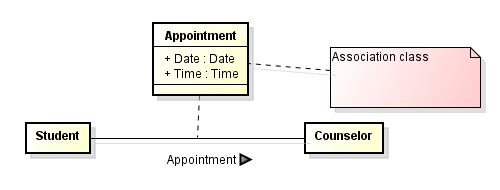 Appointment
+ Date : Date
+ Time : Time
Association class
Student
Counselor
Appointment